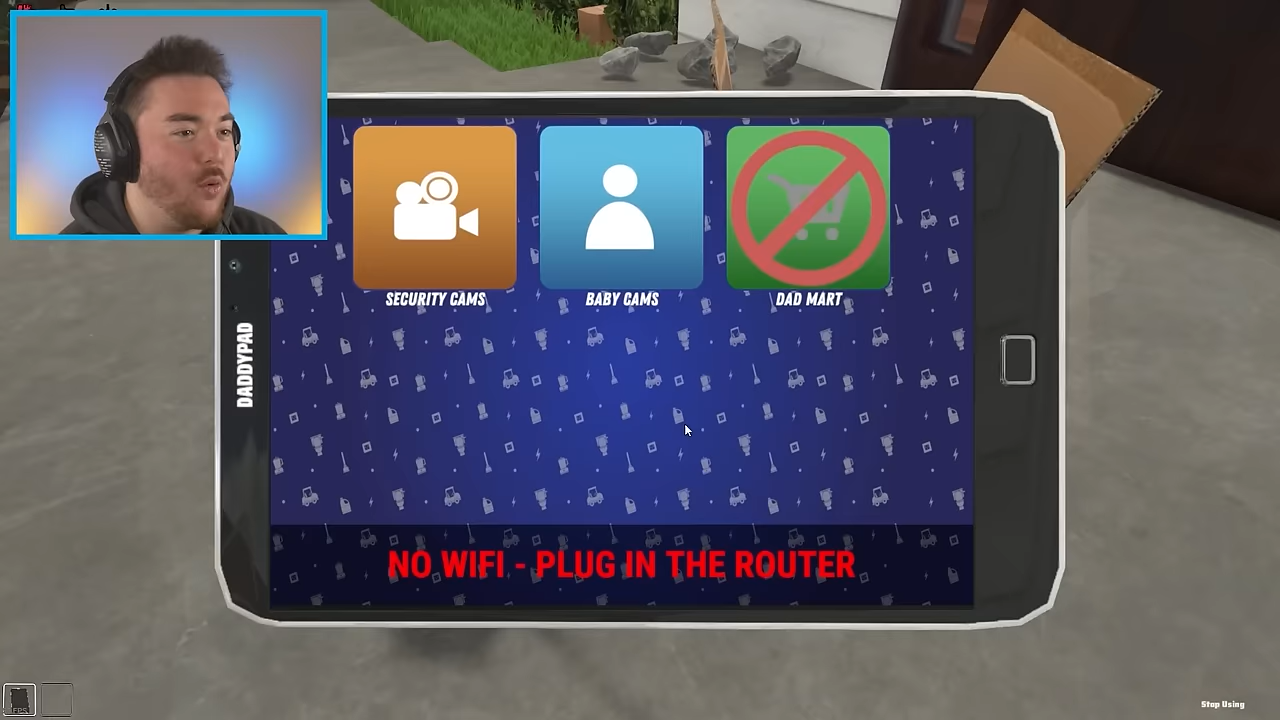 SECURITY CAMS
BABY CAMS
DAD MART
DADDYPAD
NO WIFI - PLUG IN THE ROUTER
Stop Using